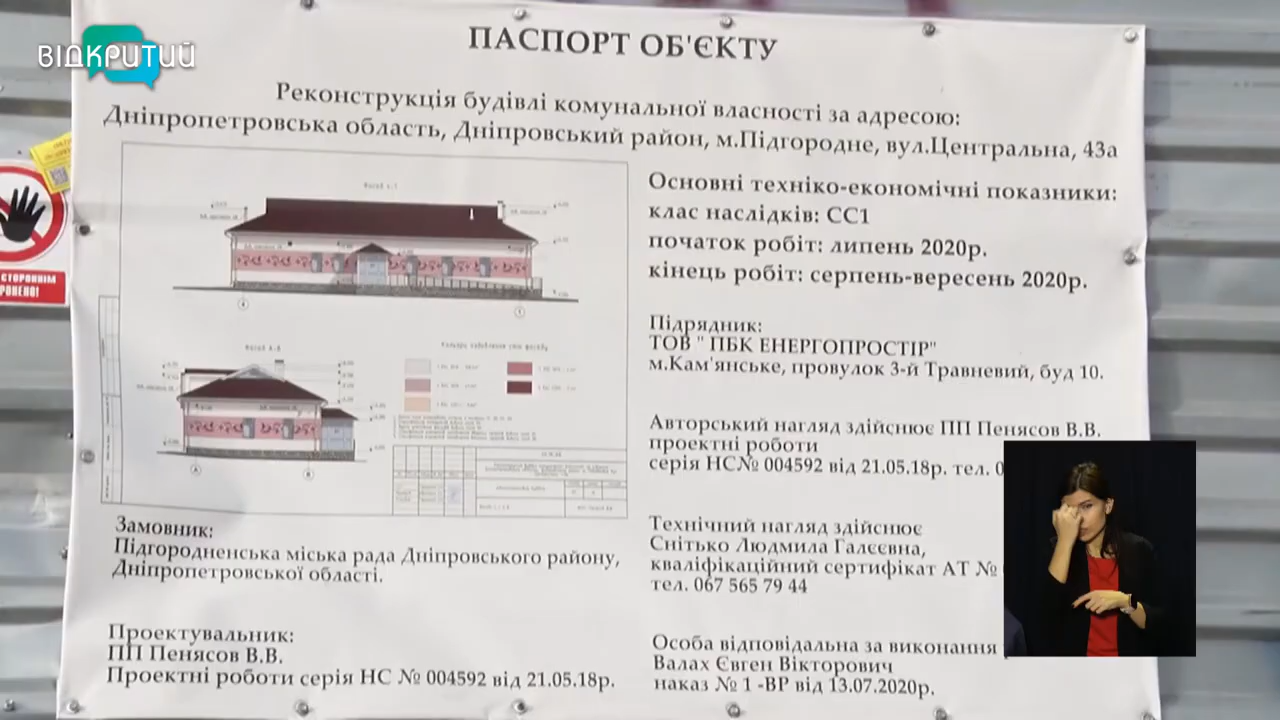 ВІДКРИТИЙ
ПАСПОРТ ОБ'ЄКТУ
Реконструкція будівлі комунальної власності за адресою:
Дніпропетровська область, Дніпровський район, м.Підгородне, вул.Центральна, 43а
Основні техніко-економічні показники:
клас наслідків: СС1
початок робіт: липень 2020р.
кінець робіт: серпень-вересень 2020р.
Підрядник:
ТОВ " ПБК ЕНЕРГОПРОСТІР"
м.Кам'янське, провулок 3-й Травневий, буд 10.
Авторський нагляд здійснює ПП Пенясов В.В.
проектні роботи
серія НС№ 004592 від 21.05.18р. тел. 0
Технічний нагляд здійснює
Снітько Людмила Галєєвна,
кваліфікаційний сертифікат АТ №
тел. 067 565 79 44
Особа відповідальна за виконання
Валах Євген Вікторович
наказ № 1 -ВР від 13.07.2020р.
Замовник:
Підгородненська міська рада Дніпровського району,
Дніпропетровської області.
Проектувальник:
ПП Пенясов В.В.
Проектні роботи серія НС № 004592 від 21.05.18р.
СТОРОННІМ